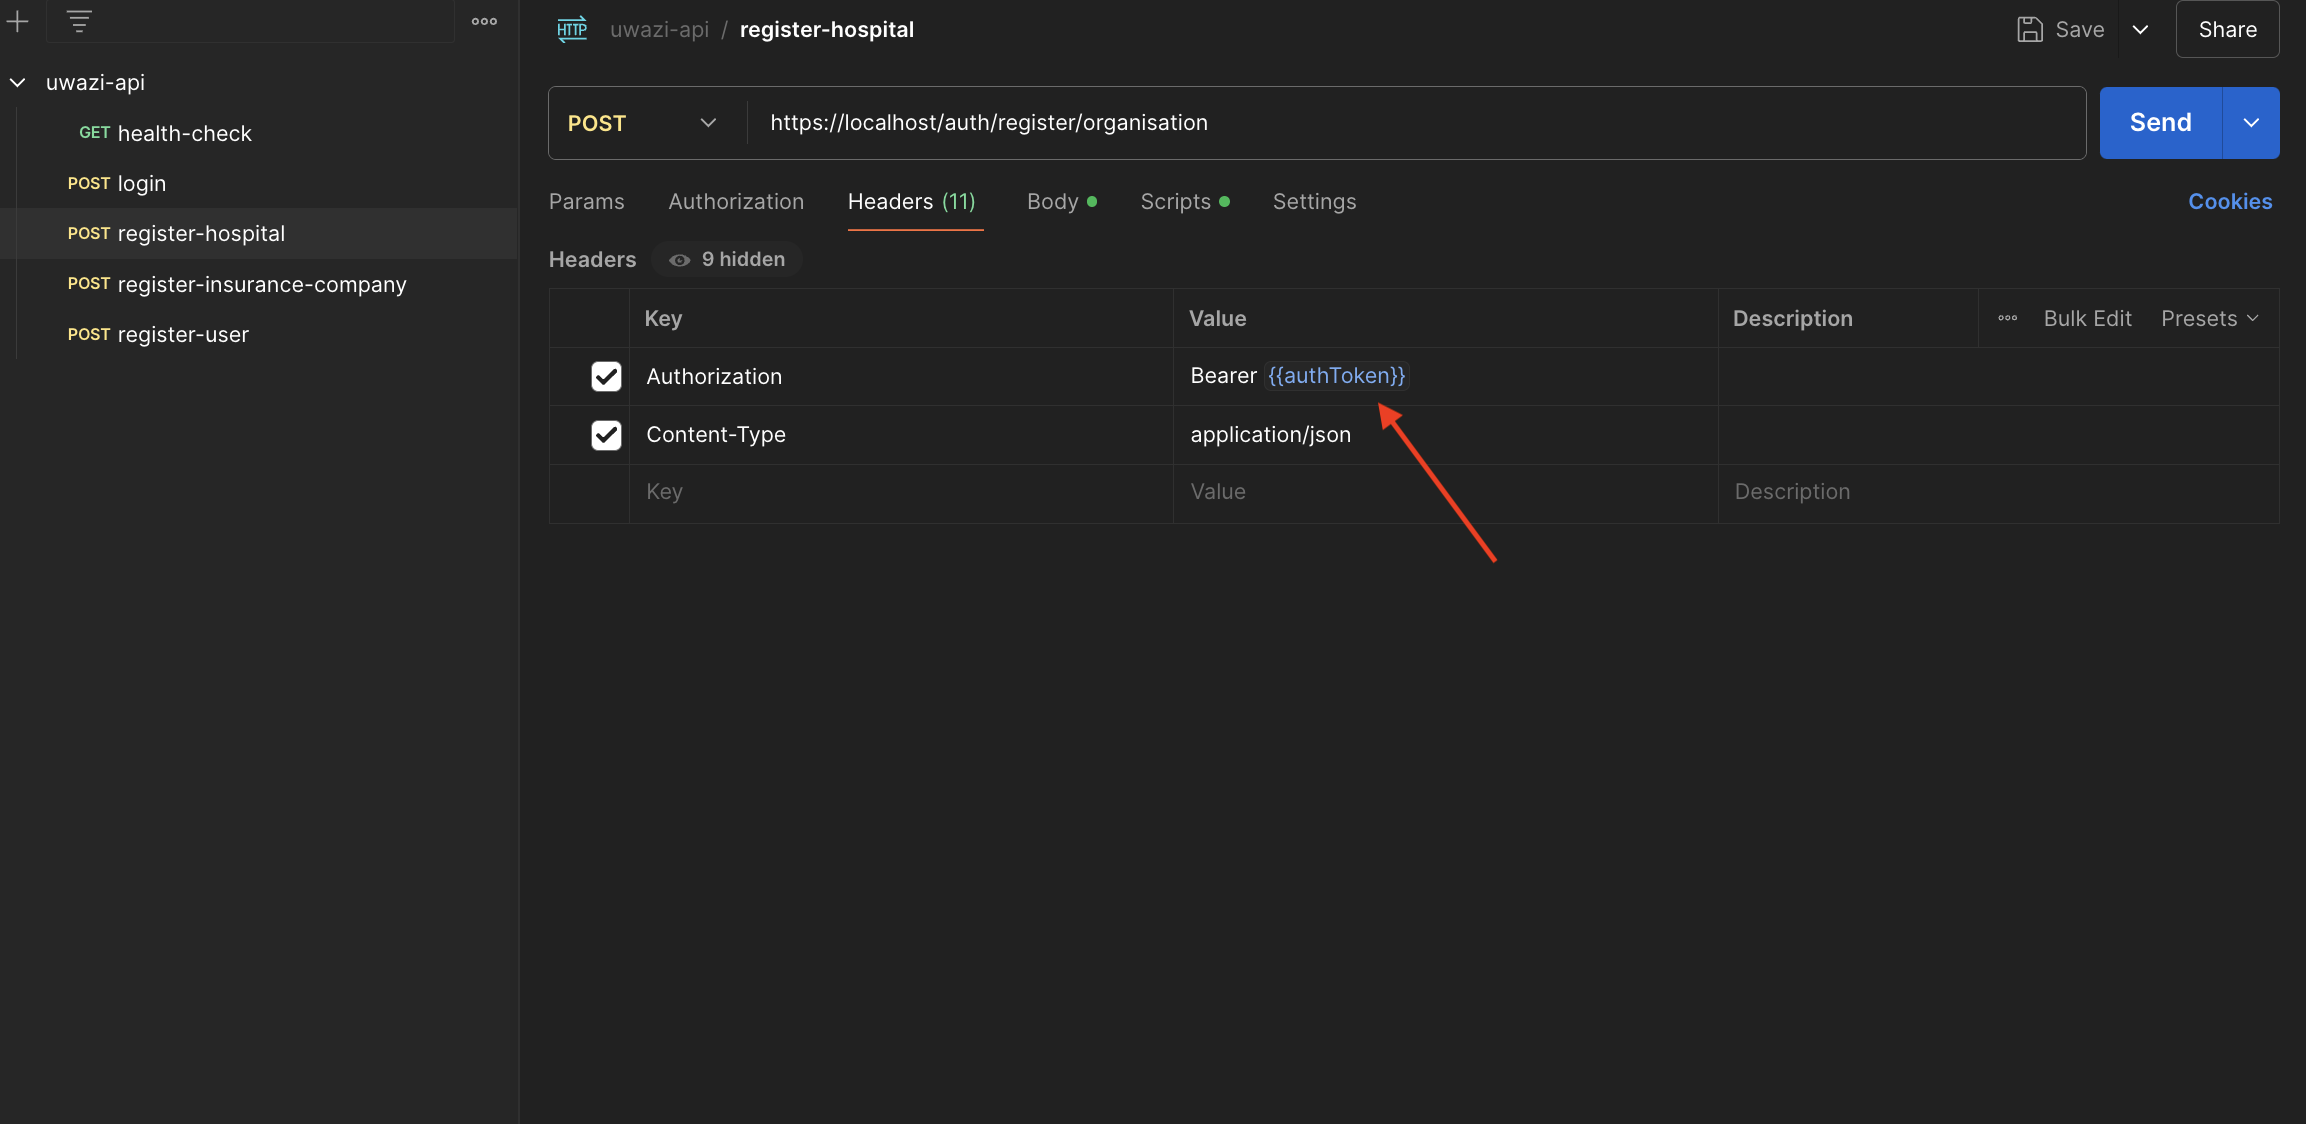 HTTP uwazi-api / register-hospital Save Share
uwazi-api
GET health-check
POST login
POST register-hospital
POST register-insurance-company
POST register-user
POST https://localhost/auth/register/organisation Send
Params Authorization Headers (11) Body Scripts Settings Cookies
Headers 9 hidden
Key Value Description Bulk Edit Presets
Authorization Bearer {{authToken}}
Content-Type application/json
Key Value Description